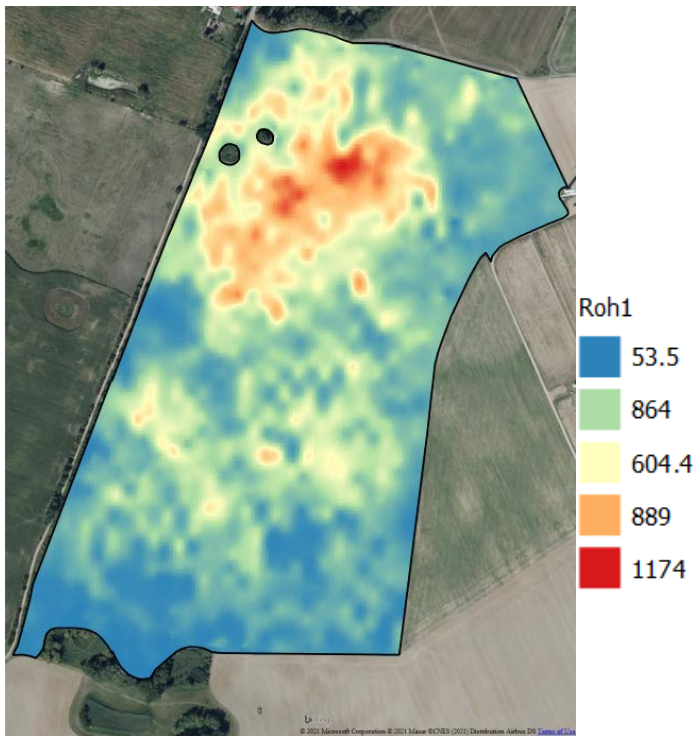 Roh1
53.5
864
604.4
889
1174
© 2021 Microsoft Corporation © 2021 Maxar ©CNES (2021) Distribution Airbus DS Terms of Use